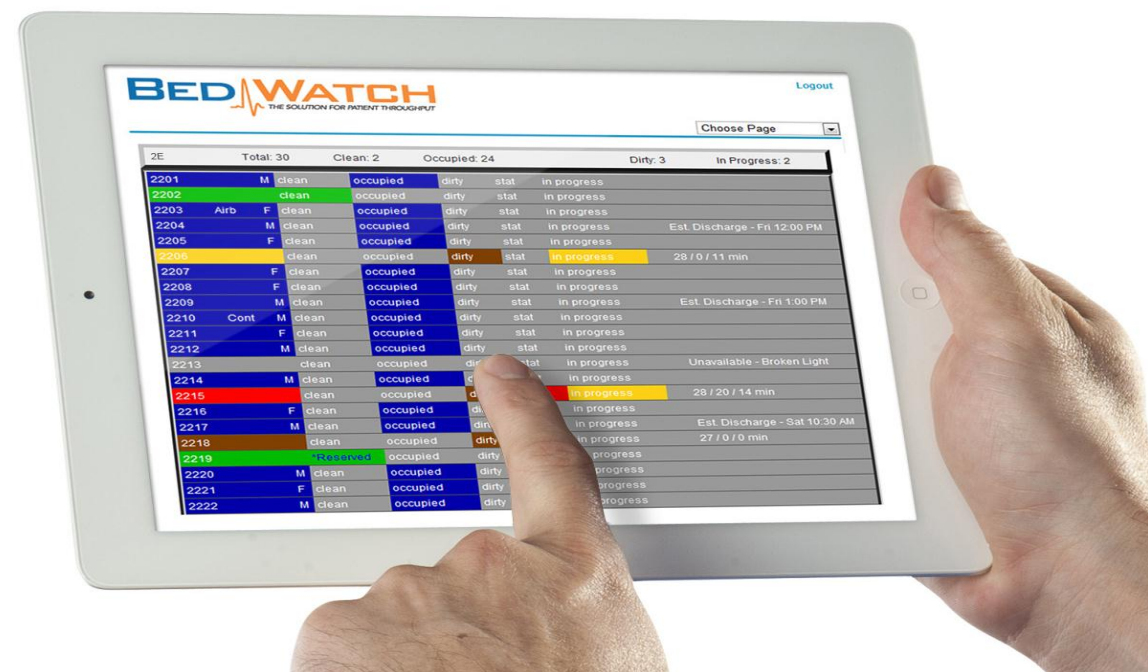 BEDWATCH
THE SOLUTION FOR PATIENT THROUGHPUT
Logout
Choose Page
2E Total: 30 Clean: 2 Occupied: 24 Dirty: 3 In Progress: 2
2201 M clean occupied dirty stat in progress
2202 clean occupied dirty stat in progress
2203 Airb F clean occupied dirty stat in progress
2204 M clean occupied dirty stat in progress Est. Discharge - Fri 12:00 PM
2205 F clean occupied dirty stat in progress
2206 clean occupied dirty stat in progress 28 / 0 / 11 min
2207 F clean occupied dirty stat in progress
2208 F clean occupied dirty stat in progress
2209 M clean occupied dirty stat in progress Est. Discharge - Fri 1:00 PM
2210 Cont M clean occupied dirty stat in progress
2211 F clean occupied dirty stat in progress
2212 M clean occupied dirty stat in progress
2213 clean occupied stat in progress Unavailable - Broken Light
2214 M clean occupied in progress
2215 clean occupied in progress 28 / 20 / 14 min
2216 F clean occupied in progress
2217 M clean occupied in progress Est. Discharge - Sat 10:30 AM
2218 clean occupied dirty in progress 27 / 0 / 0 min
2219 *Reserved occupied dirty progress
2220 M clean occupied dirty progress
2221 F clean occupied dirty progress
2222 M clean occupied dirty progress